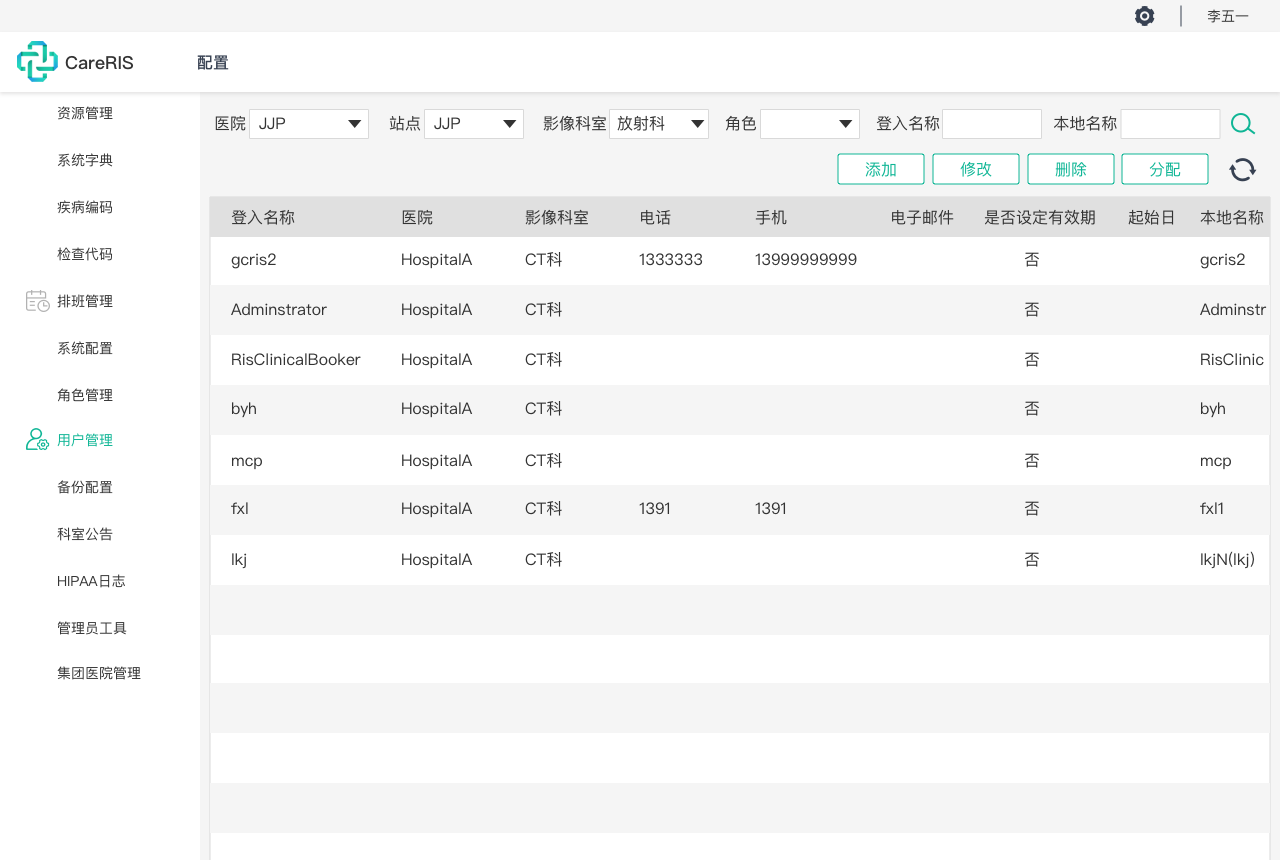 李五一
CareRIS 配置
资源管理
系统字典
疾病编码
检查代码
排班管理
系统配置
角色管理
用户管理
备份配置
科室公告
HIPAA日志
管理员工具
集团医院管理
医院 JJP 站点 JJP 影像科室 放射科 角色 登入名称 本地名称
添加 修改 删除 分配
登入名称 医院 影像科室 电话 手机 电子邮件 是否设定有效期 起始日 本地名称
gcris2 HospitalA CT科 1333333 13999999999 否 gcris2
Adminstrator HospitalA CT科 否 Adminstr
RisClinicalBooker HospitalA CT科 否 RisClinic
byh HospitalA CT科 否 byh
mcp HospitalA CT科 否 mcp
fxl HospitalA CT科 1391 1391 否 fxl1
lkj HospitalA CT科 否 lkjN(lkj)